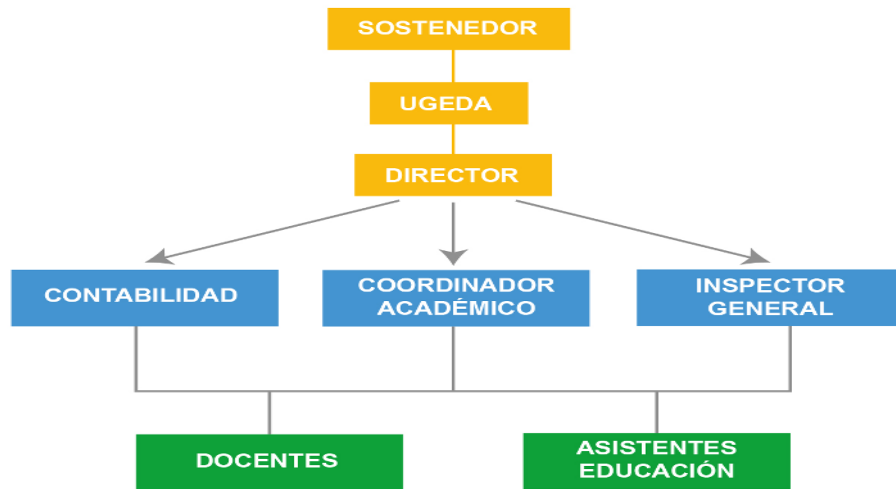 SOSTENEDOR
UGEDA
DIRECTOR
CONTABILIDAD
COORDINADOR
ACADÉMICO
INSPECTOR
GENERAL
DOCENTES
ASISTENTES
EDUCACIÓN